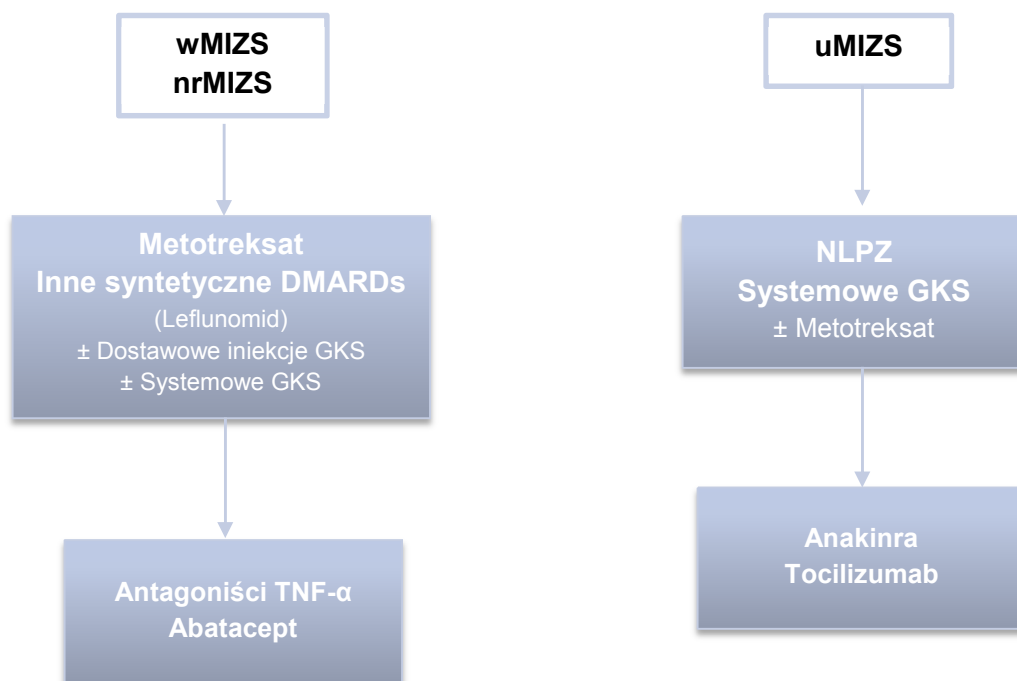 wMIZS
nrMIZS
Metotreksat
Inne syntetyczne DMARDs
(Leflunomid)
± Dostawowe iniekcje GKS
± Systemowe GKS
Antagoniści TNF-α
Abatacept
uMIZS
NLPZ
Systemowe GKS
± Metotreksat
Anakinra
Tocilizumab